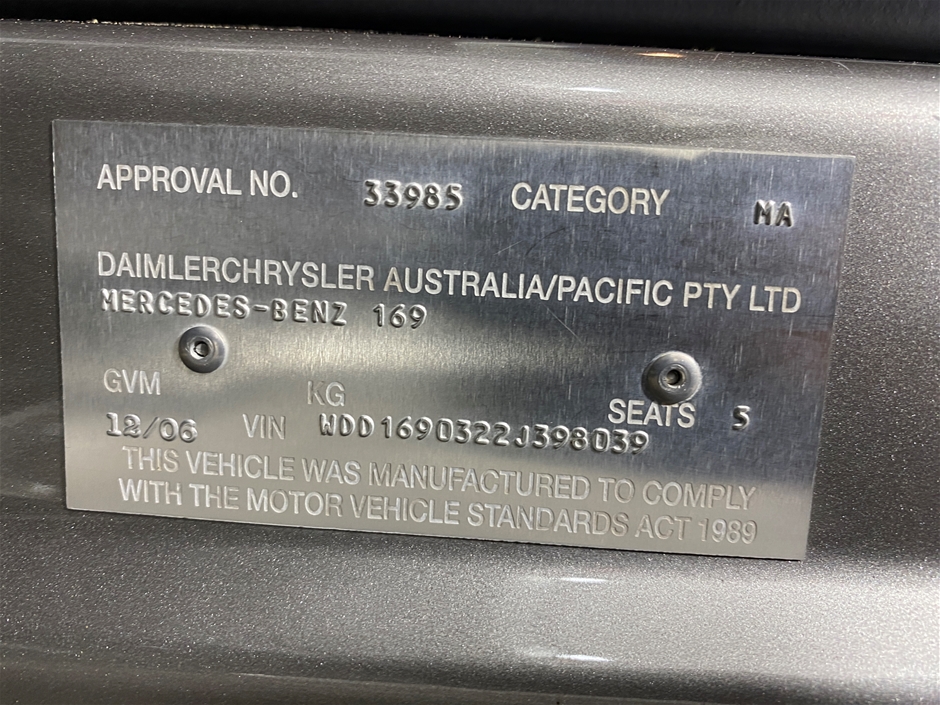 APPROVAL NO. 33985 CATEGORY MA
DAIMLERCHRYSLER AUSTRALIA/PACIFIC PTY LTD
MERCEDES-BENZ 169
GVM KG SEATS 5
12/06 VIN WDD1690322J398039
THIS VEHICLE WAS MANUFACTURED TO COMPLY
WITH THE MOTOR VEHICLE STANDARDS ACT 1989